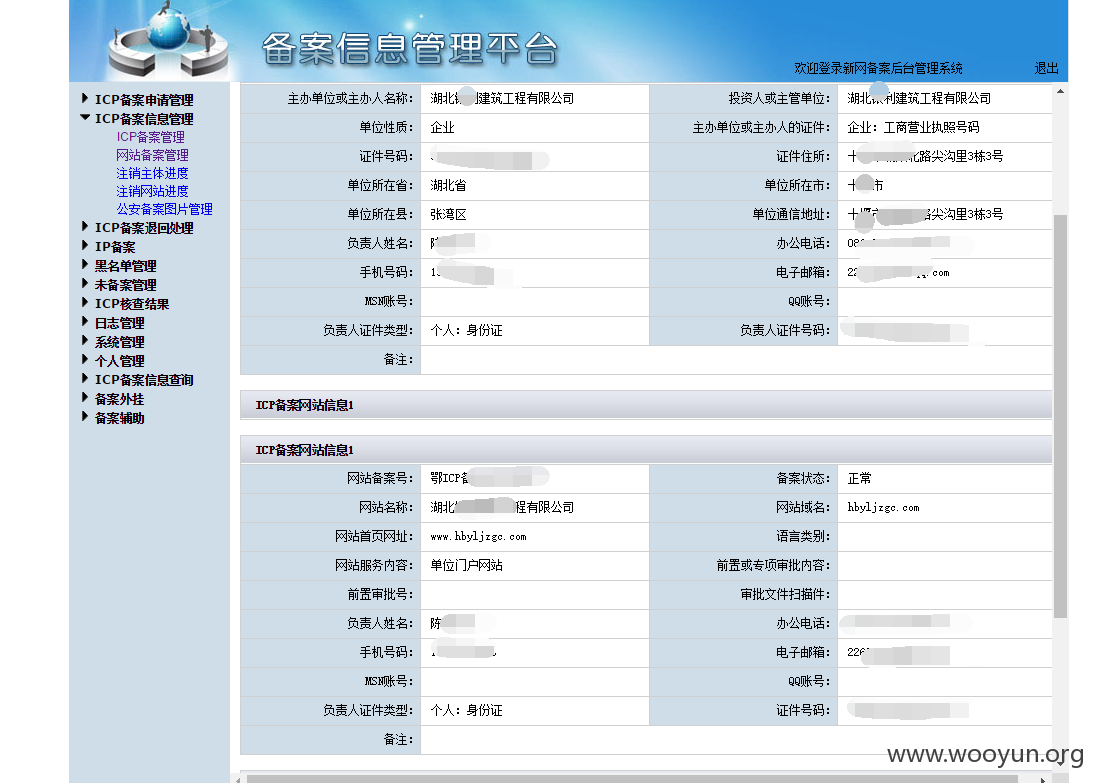 备案信息管理平台
欢迎登录新网备案后台管理系统 退出
ICP备案申请管理
ICP备案信息管理
ICP备案管理
网站备案管理
注销主体进度
注销网站进度
公安备案图片管理
ICP备案退回处理
IP备案
黑名单管理
未备案管理
ICP核查结果
日志管理
系统管理
个人管理
ICP备案信息查询
备案外挂
备案辅助
主办单位或主办人名称: 湖北 利建筑工程有限公司 投资人或主管单位: 湖北 利建筑工程有限公司
单位性质: 企业 主办单位或主办人的证件: 企业: 工商营业执照号码
证件号码: 证件住所: 十 路尖沟里3栋3号
单位所在省: 湖北省 单位所在市: 十 市
单位所在县: 张湾区 单位通信地址: 十 路尖沟里3栋3号
负责人姓名: 办公电话:
手机号码: 电子邮箱: 22 .com
MSN账号: QQ账号:
负责人证件类型: 个人: 身份证 负责人证件号码:
备注:
ICP备案网站信息1
ICP备案网站信息1
网站备案号: 鄂ICP备 备案状态: 正常
网站名称: 湖北 程有限公司 网站域名: hbyljzgc.com
网站首页网址: www.hbyljzgc.com 语言类别:
网站服务内容: 单位门户网站 前置或专项审批内容:
前置审批号: 审批文件扫描件:
负责人姓名: 陈 办公电话:
手机号码: 电子邮箱: 226
MSN账号: QQ账号:
负责人证件类型: 个人: 身份证 证件号码:
备注:
www.wooyun.org